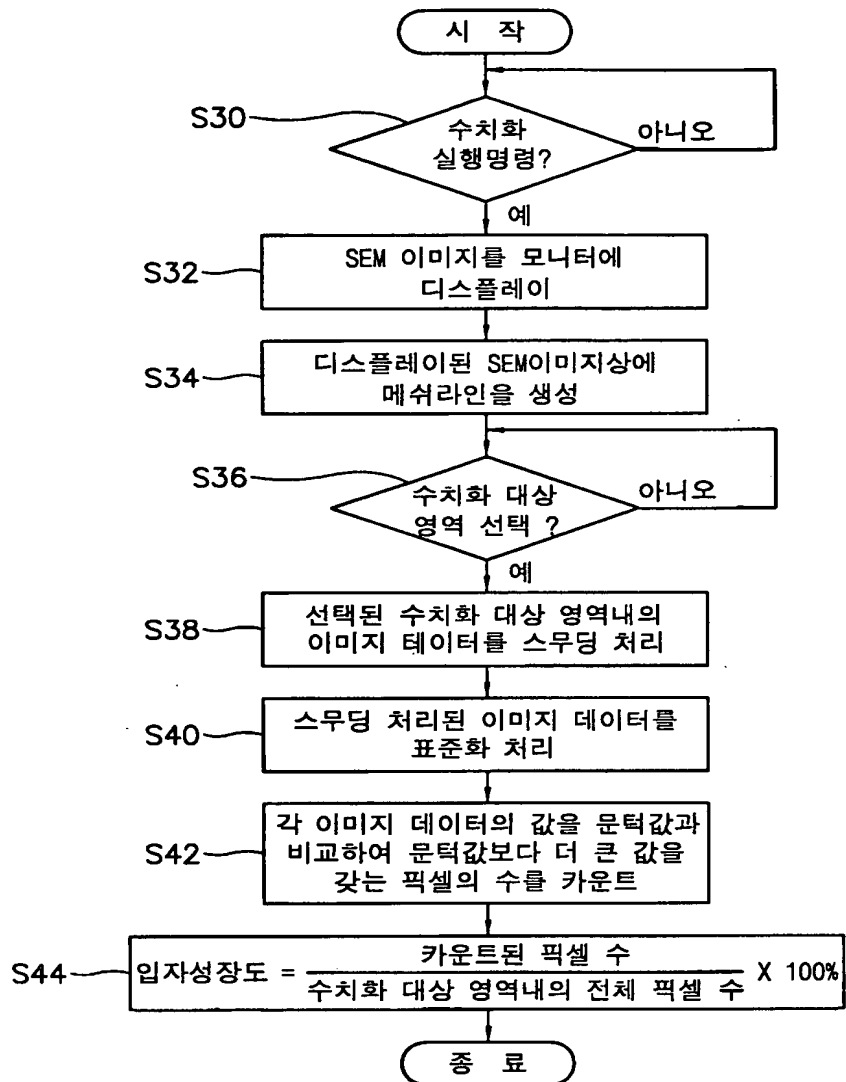 시 작
S30
수치화
실행명령?
아니오
예
S32
SEM 이미지를 모니터에
디스플레이
S34
디스플레이된 SEM이미지상에
메쉬라인을 생성
S36
수치화 대상
영역 선택 ?
아니오
예
S38
선택된 수치화 대상 영역내의
이미지 테이터를 스무딩 처리
S40
스무딩 처리된 이미지 데이터를
표준화 처리
S42
각 이미지 데이터의 값을 문턱값과
비교하여 문턱값보다 더 큰 값을
갖는 픽셀의 수를 카운트
S44
입자성장도 = 카운트된 픽셀 수
수치화 대상 영역내의 전체 픽셀 수 X 100%
종 료